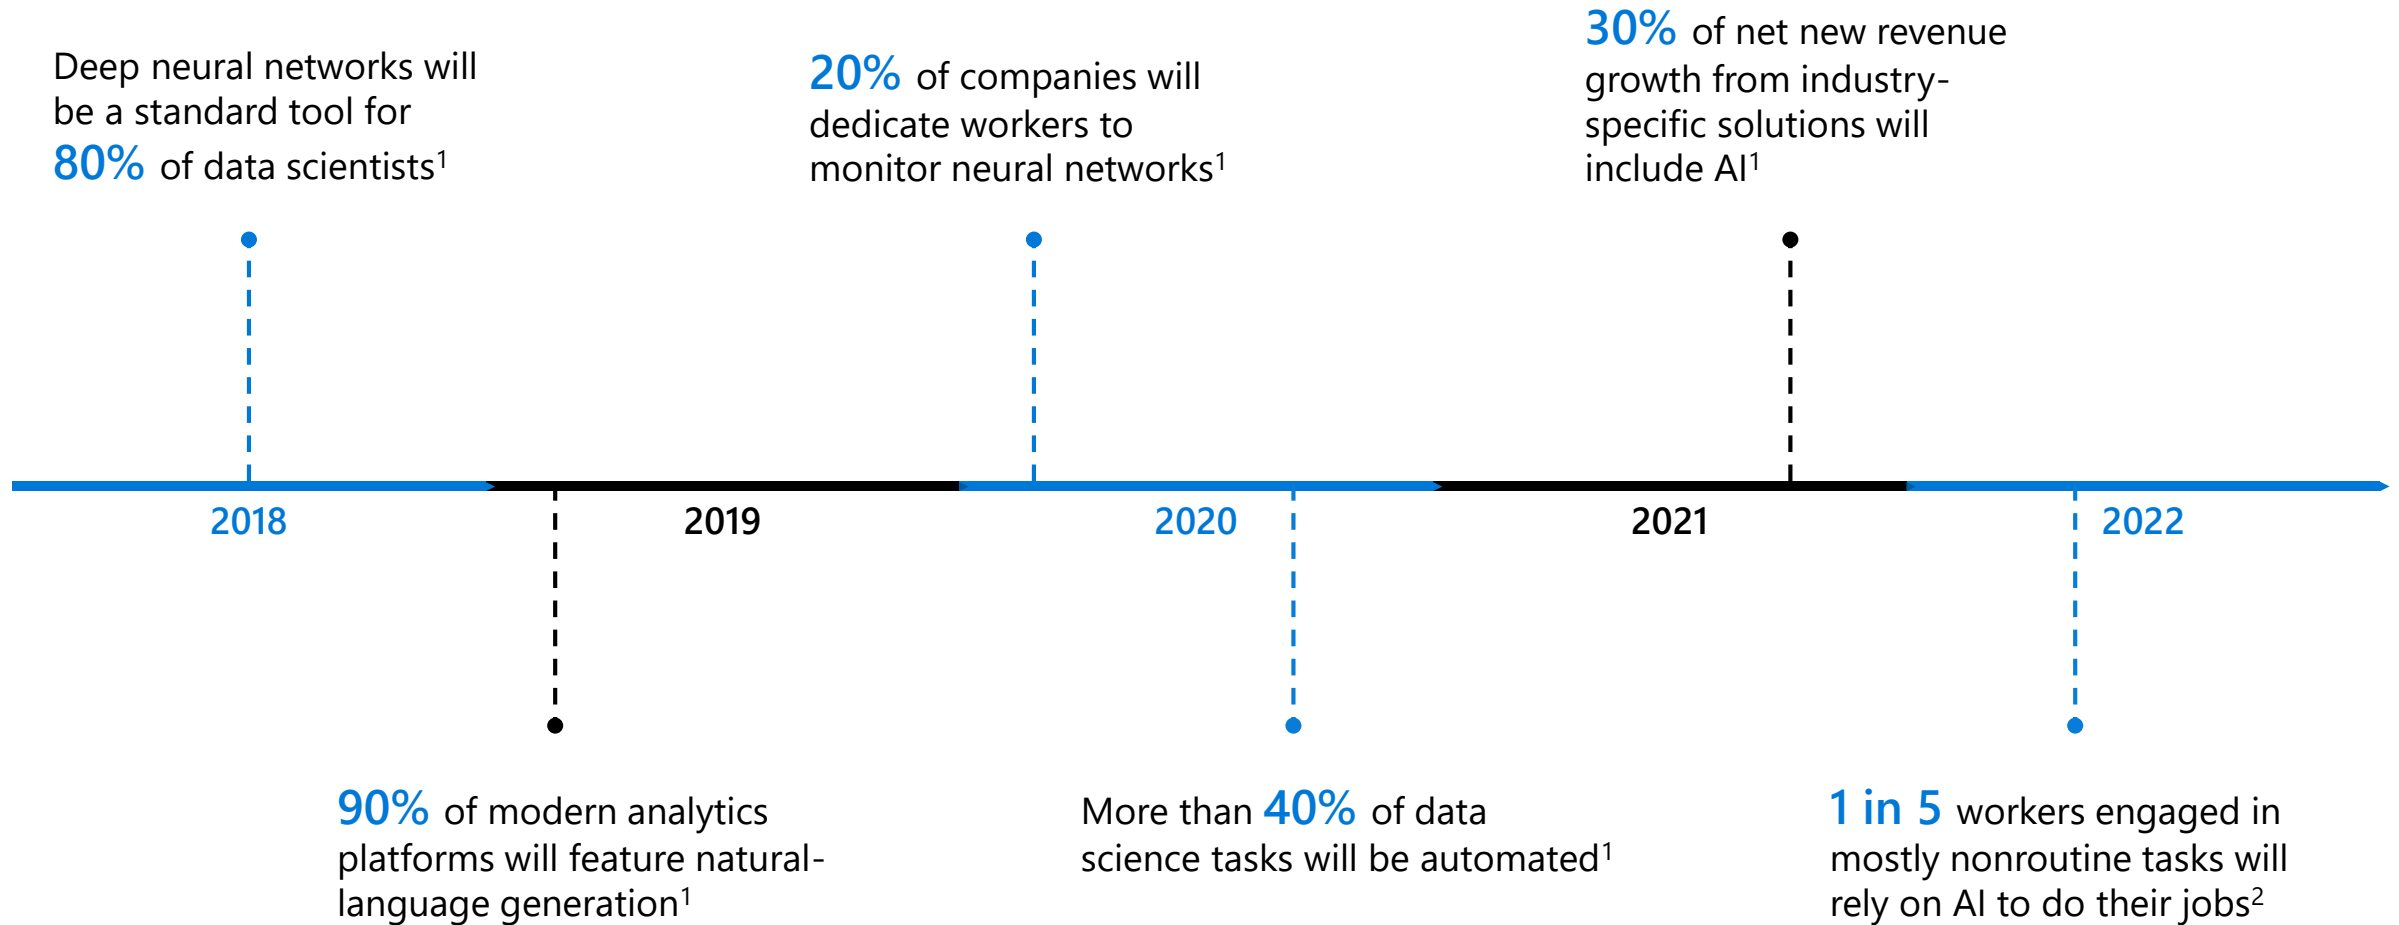 Deep neural networks will
be a standard tool for
80% of data scientists¹
20% of companies will
dedicate workers to
monitor neural networks¹
30% of net new revenue
growth from industry-
specific solutions will
include AI¹
2018
2019
2020
2021
2022
90% of modern analytics
platforms will feature natural-
language generation¹
More than 40% of data
science tasks will be automated¹
1 in 5 workers engaged in
mostly nonroutine tasks will
rely on AI to do their jobs²